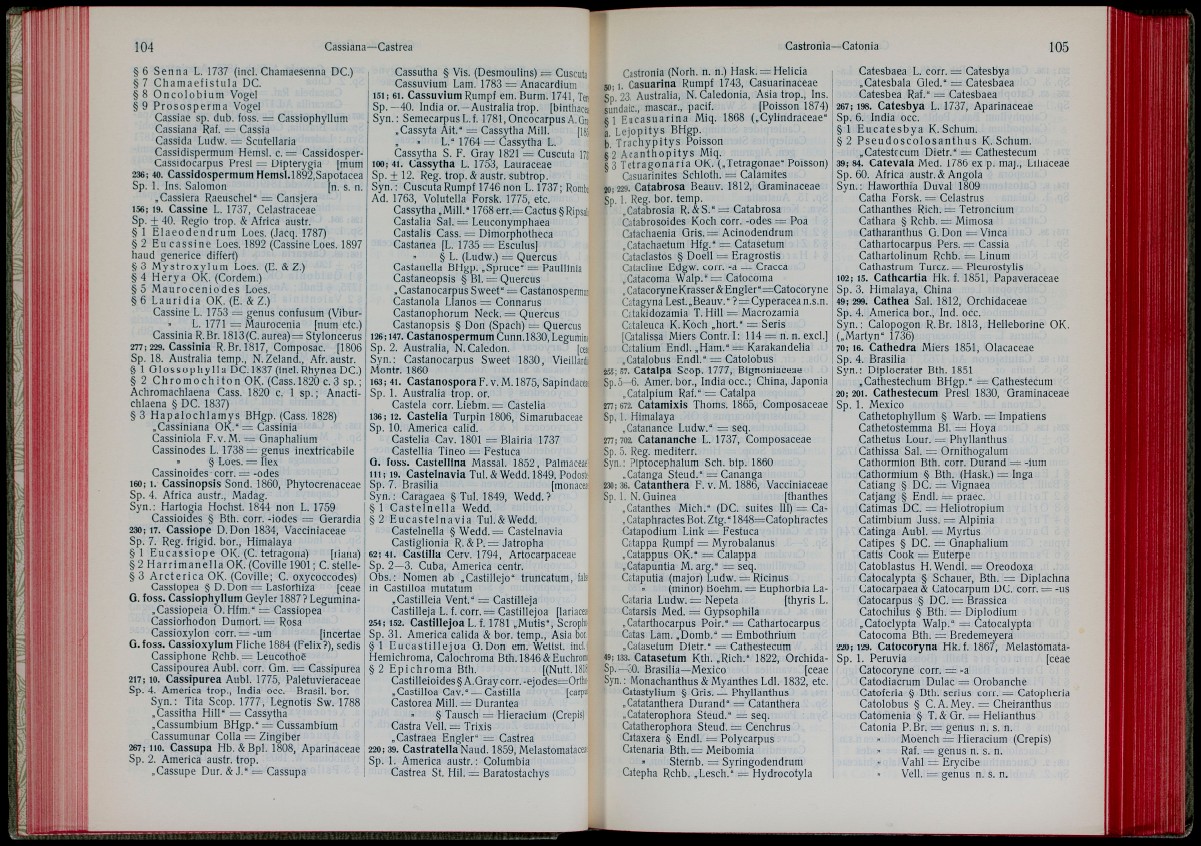 104
Cassiana—Castrea
§ 6 Senna L. 1737 (incl. Chamaesenna DC.)
§ 7 Chamaefistula DC.
§ 8 Oncolobium Vogel
§ 9 Prososperma Vogel
Cassiae sp. dub. foss. = Cassiophyllum
Cassiana Raf. = Cassia
Cassida Ludw. = Scutellaria
Cassidispermum Hemsl. c. = Cassidosper-
Cassidocarpus Presl = Dipterygia [mum
236; 40. Cassidospermum Hemsl. 1892, Sapotacea
Sp. 1. Ins. Salomon [n. s. n.
„Cassiera Raeuschel“ = Cansjera
156; 19. Cassine L. 1737, Celastraceae
Sp. ± 40. Regio trop. & Africa austr.
§ 1 Elaeodendrum Loes. (Jacq. 1787)
§ 2 Eucassine Loes. 1892 (Cassine Loes. 1897
haud generice differt)
§ 3 Mystroxylum Loes. (E. & Z.)
§ 4 Herya OK. (Cordem.)
§ 5 Mauroceniodes Loes.
§ 6 Lauridia OK. (E. & Z.)
Cassine L. 1753 = genus confusum (Vibur-
„ L. 1771 = Maurocenia [num etc.)
Cassinia R. Br. 1813 (C. aurea) = Styloncerus
277; 229. Cassinia R. Br. 1817, Composac. [1806
Sp. 18. Australia temp., N. Zeland., Afr. austr.
§ 1 Glossophylla DC. 1837 (incl. Rhynea DC.)
§ 2 Chromochiton OK. (Cass. 1820 c. 3 sp.;
Achromachlaena Cass. 1820 c. 1 sp.; Anacti-
chlaena § DC. 1837)
§ 3 Hapalochlamys BHgp. (Cass. 1828)
„Cassiniana OK.“ = Cassinia
Cassiniola F. v. M. = Gnaphalium
Cassinodes L. 1738 = genus inextricabile
„ § Loes. = Ilex
Cassinoides corr. = -odes
160; 1. Cassinopsis Sond. 1860, Phytocrenaceae
Sp. 4. Africa austr., Madag.
Syn.: Hartogia Hochst. 1844 non L. 1759
Cassioides § Bth. corr. -iodes = Gerardia
230; 17. Cassiope D. Don 1834, Vacciniaceae
Sp. 7. Reg. frigid. bor., Himalaya
§ 1 Eucassiope OK. (C. tetragona) [riana)
§ 2 Harrimanella OK. (Coville 1901; C. stelle-
§ 3 Arcterica OK. (Coville; C. oxycoccodes)
Cassiopea § D. Don = Lasiorhiza [ceae
G. foss. Cassiophyllum Geyler 1887? Legumina-
„Cassiopeia O. Hfm.“ = Cassiopea
Cassiorhodon Dumort. = Rosa
Cassioxylon corr. = -um [incertae
G. foss. Cassioxylum Fliche 1884 (Felix?), sedis
Cassiphone Rchb. = Leucothoë
Cassipourea Aubl. corr. Gm. = Cassipurea
217; 10. Cassipurea Aubl. 1775, Paletuvieraceae
Sp. 4. America trop., India occ. Brasil. bor.
Syn.: Tita Scop. 1777, Legnotis Sw. 1788
„Cassitha Hill“ = Cassytha
„Cassumbium BHgp.“ = Cussambium
Cassumunar Colla = Zingiber
267; 110. Cassupa Hb. & Bpl. 1808, Aparinaceae
Sp. 2. America austr. trop.
„Cassupe Dur. & J.“ = Cassupa
Cassutha § Vis. (Desmoulins) = Cuscuta
Cassuvium Lam. 1783 = Anacardium
151; 61. Cassuvium Rumpf em. Burm. 1741,
Sp. —40. India or. — Australia trop.
Syn.: Semecarpus L. f. 1781, Oncocarpus A.
„Cassyta Ait.“ = Cassytha Mill.
„ „ L.“ 1764 = Cassytha L.
Cassytha S. F. Gray 1821 = Cuscuta
100; 41. Cassytha L. 1753, Lauraceae
Sp. ± 12. Reg. trop. & austr. subtrop.
Syn.: Cuscuta Rumpf 1746 non L. 1737;
Ad. 1763, Volutella Forsk. 1775, etc.
Cassytha „Mill.“ 1768 err. = Cactus §
Castalia Sal. = Leuconymphaea
Castalis Cass. = Dimorphotheca
Castanea [L. 1735 = Esculus]
„ § L. (Ludw.) = Quercus
Castanella BHgp. „Spruce“ = Paullinia
Castaneopsis § Bl. = Quercus
„Castanocarpus Sweet“ =
Castanola Llanos = Connarus
Castanophorum Neck. = Quercus
Castanopsis § Don (Spach) = Quercus
126; 147. Castanospermum Cunn. 1830,
Sp. 2. Australia, N. Caledon.
Syn.: Castanocarpus Sweet 1830,
Montr. 1860
163; 41. Castanospora F. v. M. 1875,
Sp. 1. Australia trop. or.
Castela corr. Liebm. = Castelia
136; 12. Castelia Turpin 1806, Simarubaceae
Sp. 10. America calid.
Castelia Cav. 1801 = Blairia 1737
Castellia Tineo = Festuca
G. foss. Castellina Massal. 1852,
111; 19. Castelnavia Tul. & Wedd. 1849,
Sp. 7. Brasilia
Syn.: Caragaea § Tul. 1849, Wedd.?
§ 1 Castelnella Wedd.
§ 2 Eucastelnavia Tul. & Wedd.
Castelnella § Wedd. = Castelnavia
Castiglionia R. & P. = Jatropha
62; 41. Castilla Cerv. 1794, Artocarpaceae
Sp. 2—3. Cuba, America centr.
Obs.: Nomen ab „Castillejo“ truncatum,
in Castilloa mutatum
„Castilleia Vent.“ = Castilleja
Castilleja L. f. corr. = Castillejoa
254; 152. Castillejoa L. f. 1781 „Mutis“,
Sp. 31. America calida & bor. temp., Asia bor.
§ 1 Eucastillejoa G. Don em. Wettst. incl.
Hemichroma, Calochroma Bth. 1846 &
§ 2 Epichroma Bth.
Castilleioides § A. Gray corr. -ejodes =
„Castilloa Cav.“ = Castilla
Castorea Mill. = Durantea
„ § Tausch = Hieracium (Crepis)
Castra Vell. = Trixis
„Castraea Engler“ = Castrea
220; 39. Castratella Naud. 1859,
Sp. 1. America austr.: Columbia
Castrea St. Hil. = Baratostachys
Castronia—Catonia
105
Castronia (Norh. n. n.) Hask. = Helicia
1. Casuarina Rumpf 1743, Casuarinaceae
Sp. 23. Australia, N. Caledonia, Asia trop., Ins.
sundaic., mascar., pacif. [Poisson 1874)
§ 1 Eucasuarina Miq. 1868 („Cylindraceae“
a. Lejopitys BHgp.
b. Trachypitys Poisson
§ 2 Acanthopitys Miq.
§ 3 Tetragonaria OK. („Tetragonae“ Poisson)
Casuarinites Schloth. = Calamites
20; 229. Catabrosa Beauv. 1812, Graminaceae
Sp. 1. Reg. bor. temp.
„Catabrosia R. & S.“ = Catabrosa
Catabrosoides Koch corr. -odes = Poa
Catachaenia Gris. = Acinodendrum
„Catachaetum Hfg.“ = Catasetum
Cataclastos § Doell = Eragrostis
Catacline Edgw. corr. -a = Cracca
„Catacoma Walp.“ = Catocoma
„Catacoryne Krasser & Engler“ = Catocoryne
Catagyna Lest. „Beauv.“ ? = Cyperacea n. s. n.
Catakidozamia T. Hill = Macrozamia
Cataleuca K. Koch „hort.“ = Seris
[Catalissa Miers Contr. I: 114 = n. n. excl.]
Catalium Endl. „Ham.“ = Karakandelia
„Catalobus Endl.“ = Catolobus
258; 57. Catalpa Scop. 1777, Bignoniaceae
Sp. 5—6. Amer. bor., India occ.; China, Japonia
„Catalpium Raf.“ = Catalpa
277; 672. Catamixis Thoms. 1865, Composaceae
Sp. 1. Himalaya
„Catanance Ludw.“ = seq.
277; 702. Catananche L. 1737, Composaceae
Sp. 5. Reg. mediterr.
Syn.: Piptocephalum Sch. bip. 1860
„Catanga Steud.“ = Cananga
230; 36. Catanthera F. v. M. 1886, Vacciniaceae
Sp. 1. N. Guinea [thanthes
„Catanthes Mich.“ (DC. suites III) = Ca-
„Cataphractes Bot. Ztg.“ 1848 = Catophractes
Catapodium Link = Festuca
Catappa Rumpf = Myrobalanus
„Catappus OK.“ = Calappa
„Catapuntia M. arg.“ = seq.
Cataputia (major) Ludw. = Ricinus
„ (minor) Boehm. = Euphorbia La-
Cataria Ludw. = Nepeta [thyris L.
Catarsis Med. = Gypsophila
„Catarthocarpus Poir.“ = Cathartocarpus
Catas Lam. „Domb.“ = Embothrium
„Catasetum Dietr.“ = Cathestecum
49; 133. Catasetum Kth. „Rich.“ 1822, Orchida-
Sp. —60. Brasilia—Mexico [ceae
Syn.: Monachanthus & Myanthes Ldl. 1832, etc.
Catastylium § Gris. = Phyllanthus
„Catatanthera Durand“ = Catanthera
„Cataterophora Steud.“ = seq.
Catatherophora Steud. = Cenchrus
Cataxera § Endl. = Polycarpus
Catenaria Bth. = Meibomia
„ Sternb. = Syringodendrum
Catepha Rchb. „Lesch.“ = Hydrocotyla
Catesbaea L. corr. = Catesbya
„Catesbala Gled.“ = Catesbaea
Catesbea Raf.“ = Catesbaea
267; 198. Catesbya L. 1737, Aparinaceae
Sp. 6. India occ.
§ 1 Eucatesbya K. Schum.
§ 2 Pseudoscolosanthus K. Schum.
„Catestecum Dietr.“ = Cathestecum
39; 94. Catevala Med. 1786 ex p. maj., Liliaceae
Sp. 60. Africa austr. & Angola
Syn.: Haworthia Duval 1809
Catha Forsk. = Celastrus
Cathanthes Rich. = Tetroncium
Cathara § Rchb. = Mimosa
Catharanthus G. Don = Vinca
Cathartocarpus Pers. = Cassia
Cathartolinum Rchb. = Linum
Cathastrum Turcz. = Pleurostylis
102; 15. Cathcartia Hk. f. 1851, Papaveraceae
Sp. 3. Himalaya, China
49; 299. Cathea Sal. 1812, Orchidaceae
Sp. 4. America bor., Ind. occ.
Syn.: Calopogon R. Br. 1813, Helleborine OK.
(„Martyn“ 1736)
70; 16. Cathedra Miers 1851, Olacaceae
Sp. 4. Brasilia
Syn.: Diplocrater Bth. 1851
„Cathestechum BHgp.“ = Cathestecum
20; 201. Cathestecum Presl 1830, Graminaceae
Sp. 1. Mexico
Cathetophyllum § Warb. = Impatiens
Cathetostemma Bl. = Hoya
Cathetus Lour. = Phyllanthus
Cathissa Sal. = Ornithogalum
Cathormion Bth. corr. Durand = -ium
Cathormium § Bth. (Hask.) = Inga
Catiang § DC. = Vignaea
Catjang § Endl. = praec.
Catimas DC. = Heliotropium
Catimbium Juss. = Alpinia
Catinga Aubl. = Myrtus
Catipes § DC. = Gnaphalium
Catis Cook = Euterpe
Catoblastus H. Wendl. = Oreodoxa
Catocalypta § Schauer, Bth. = Diplachna
Catocarpaea & Catocarpum DC. corr. = -us
Catocarpus § DC. = Brassica
Catochilus § Bth. = Diplodium
„Catoclypta Walp.“ = Catocalypta
Catocoma Bth. = Bredemeyera
220; 129. Catocoryna Hk. f. 1867, Melastomata-
Sp. 1. Peruvia [ceae
Catocoryne corr. = -a
Catodiacrum Dulac = Orobanche
Catoferia § Bth. serius corr. = Catopheria
Catolobus § C. A. Mey. = Cheiranthus
Catomenia § T. & Gr. = Helianthus
Catonia P. Br. = genus n. s. n.
„ Moench = Hieracium (Crepis)
„ Raf. = genus n. s. n.
„ Vahl = Erycibe
„ Vell. = genus n. s. n.